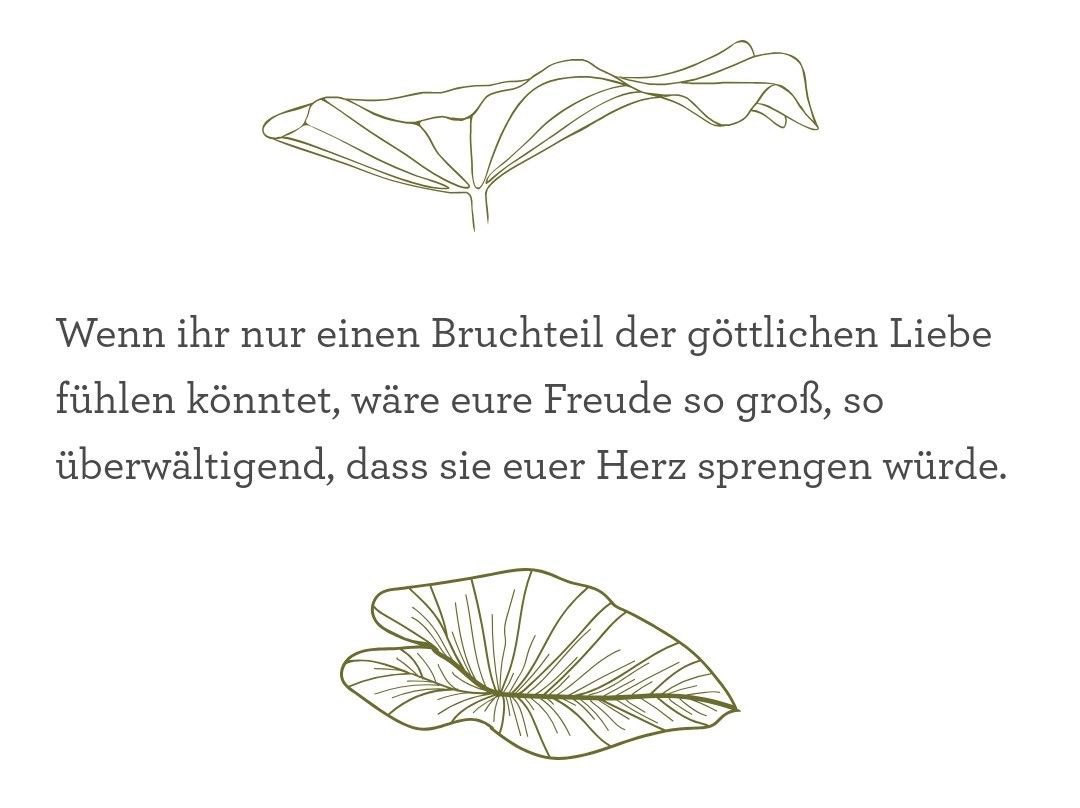 Wenn ihr nur einen Bruchteil der göttlichen Liebe
fühlen könntet, wäre eure Freude so groß, so
überwältigend, dass sie euer Herz sprengen würde.